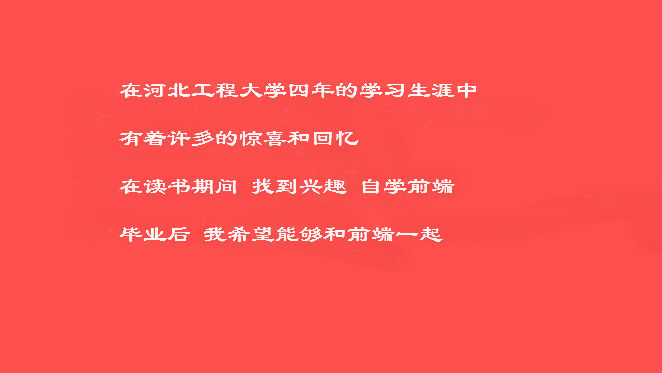 在河北工程大学四年的学习生涯中
有着许多的惊喜和回忆
在读书期间 找到兴趣 自学前端
毕业后 我希望能够和前端一起